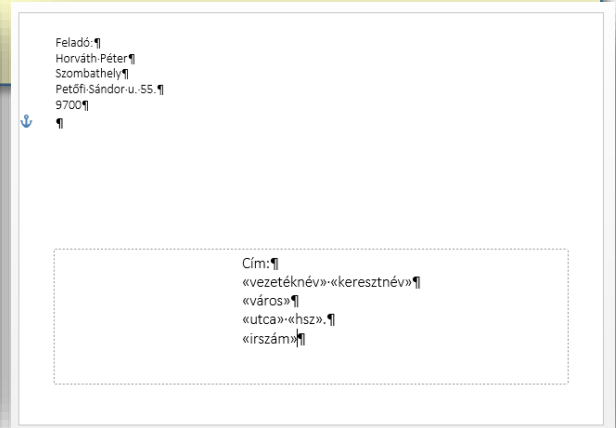 Feladó:¶
Horváth·Péter¶
Szombathely¶
Petőfi·Sándor·u.·55.¶
9700¶
¶
Cím:¶
«vezetéknév»·«keresztnév»¶
«város»¶
«utca»·«hsz».¶
«irszám»¶